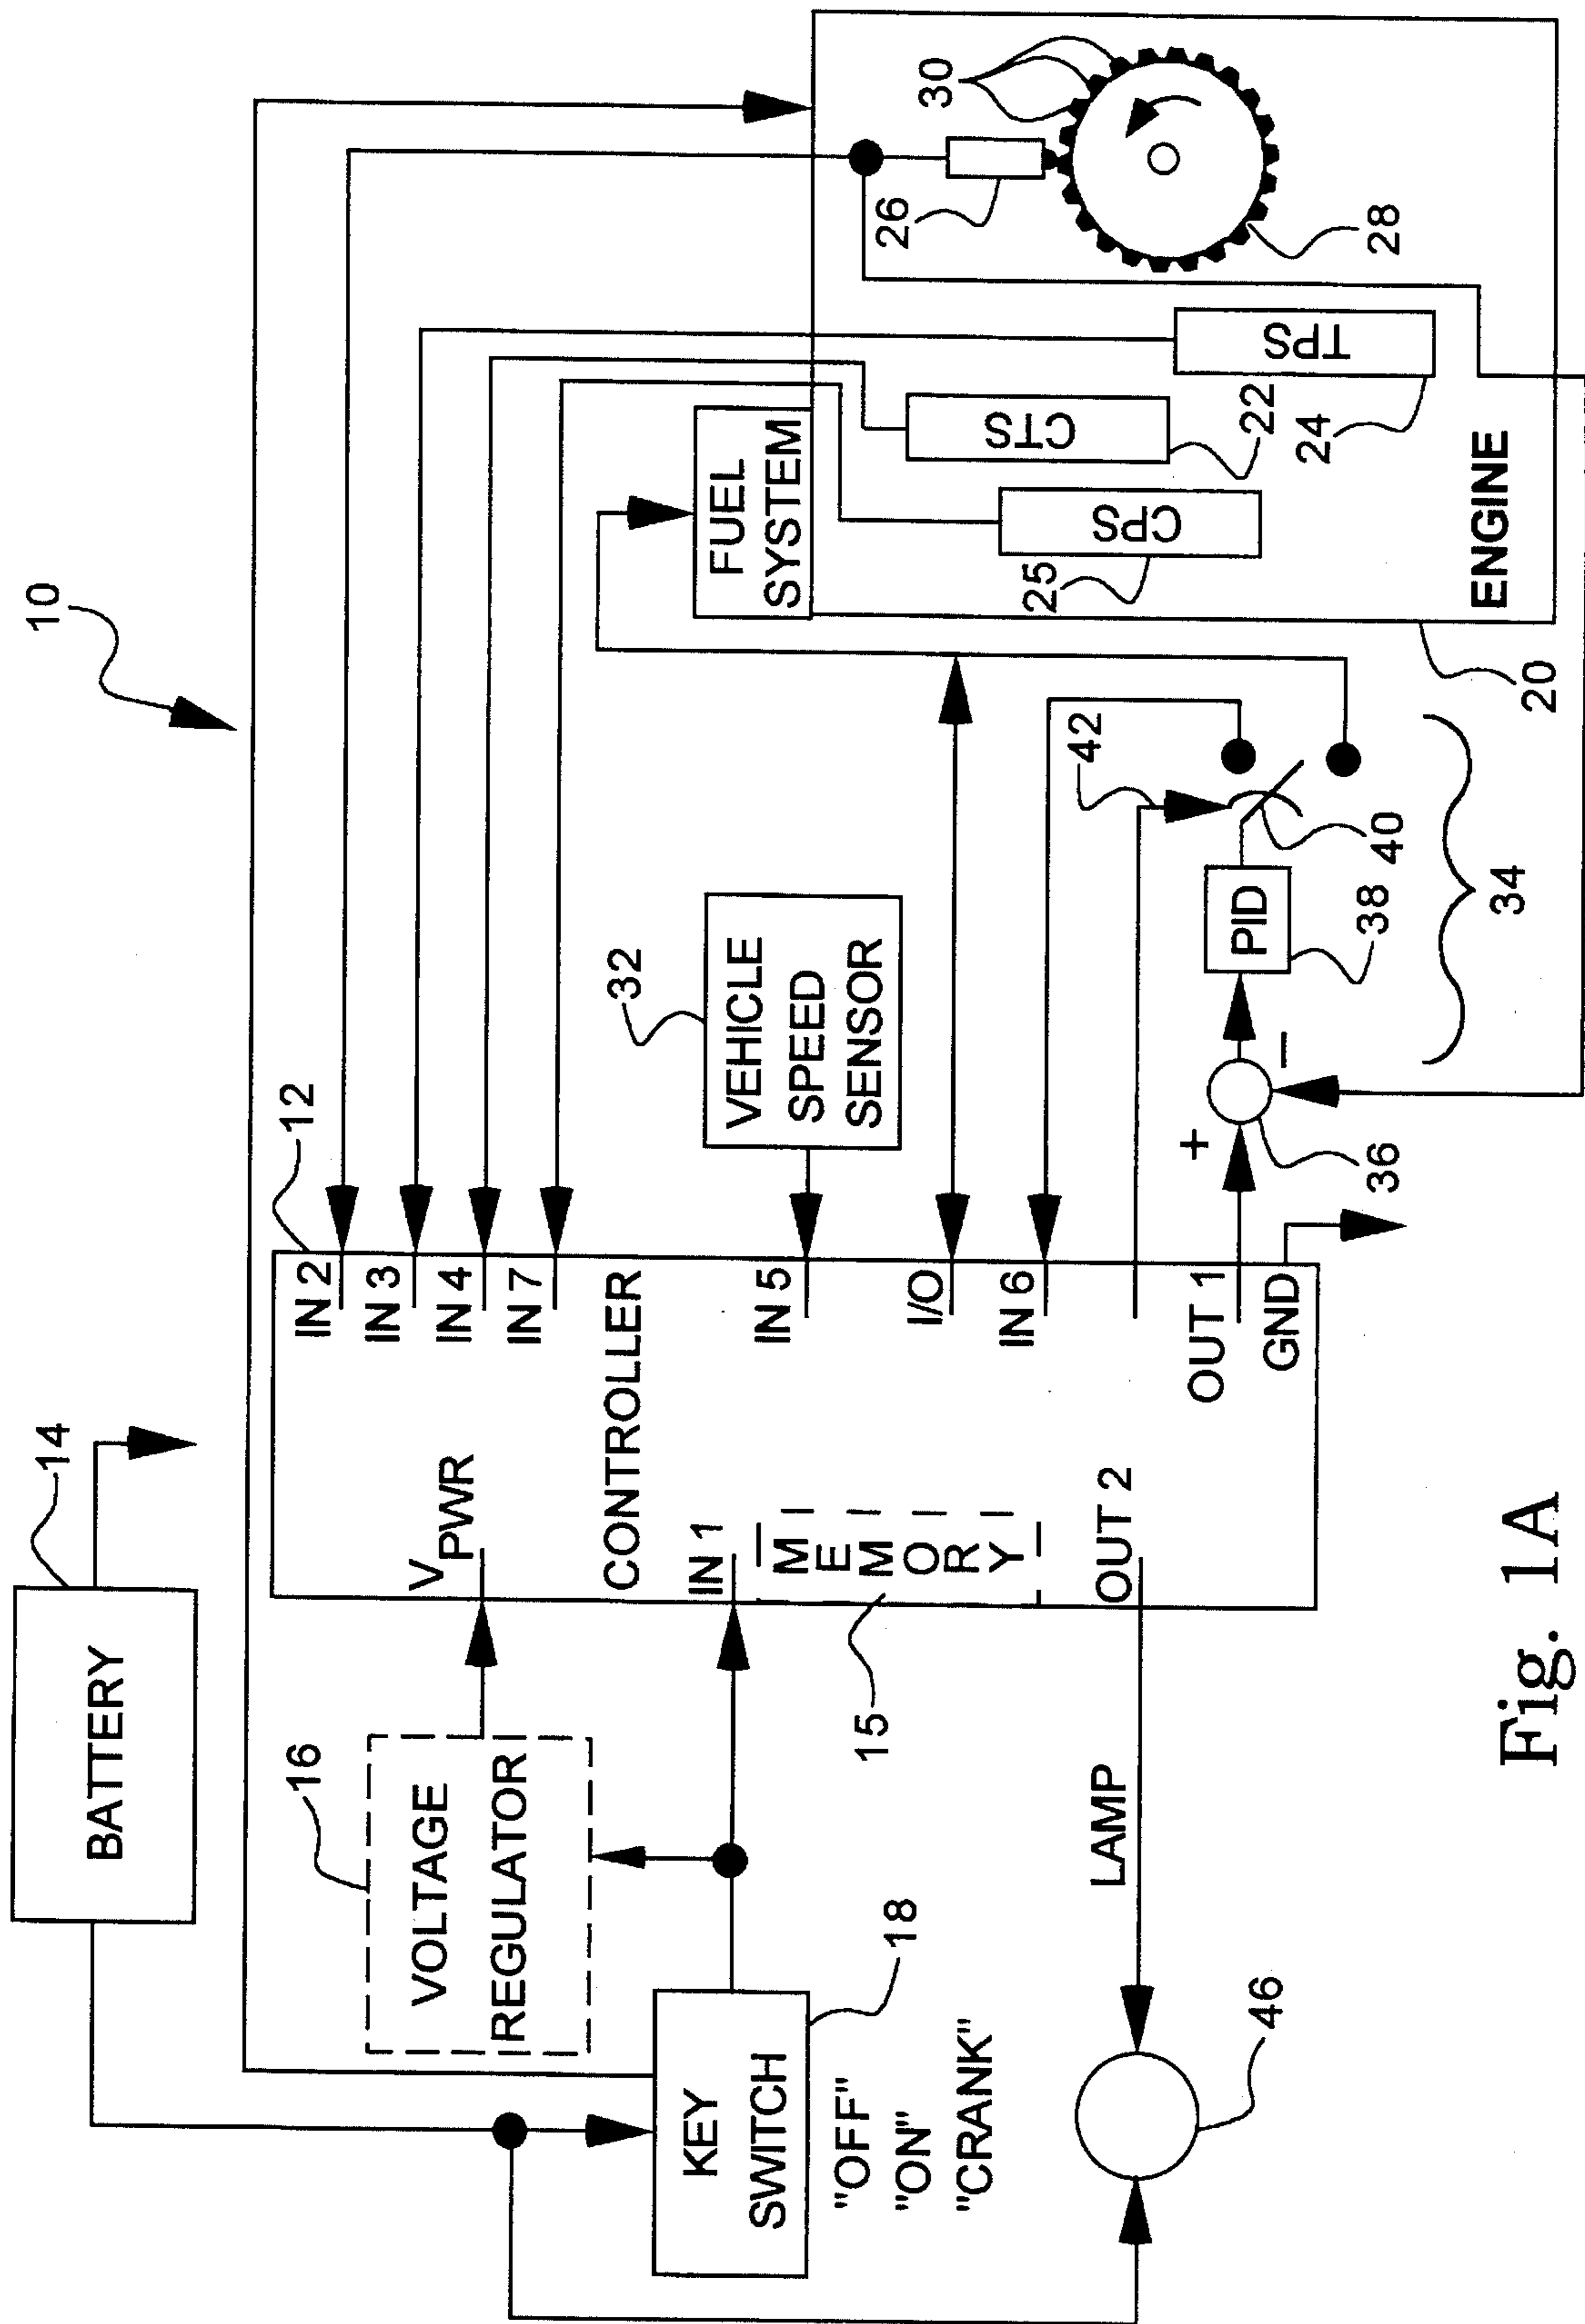 10
14
BATTERY
12
16
VOLTAGE
REGULATOR
V
PWR
IN 2
IN 3
IN 4
IN 7
CONTROLLER
18
KEY
SWITCH
"OFF"
"ON"
"CRANK"
IN 1
15
M
E
M
O
R
Y
IN 5
I/O
IN 6
OUT 2
OUT 1
GND
LAMP
46
32
VEHICLE
SPEED
SENSOR
FUEL
SYSTEM
26
30
28
TPS
24
CTS
22
CPS
25
ENGINE
20
42
+
−
36
PID
38
40
34
Fig. 1A